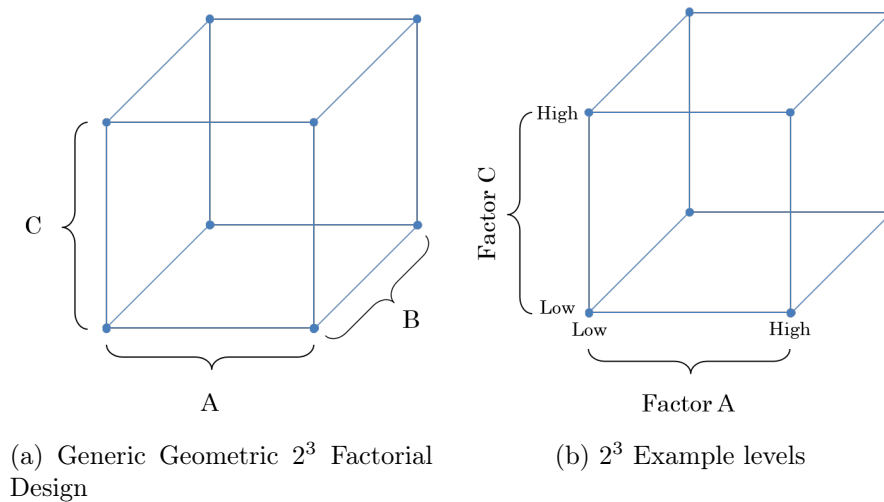 C
B
A
(a) Generic Geometric 2³ Factorial
Design
High
Factor C
Low
Low
High
Factor A
(b) 2³ Example levels